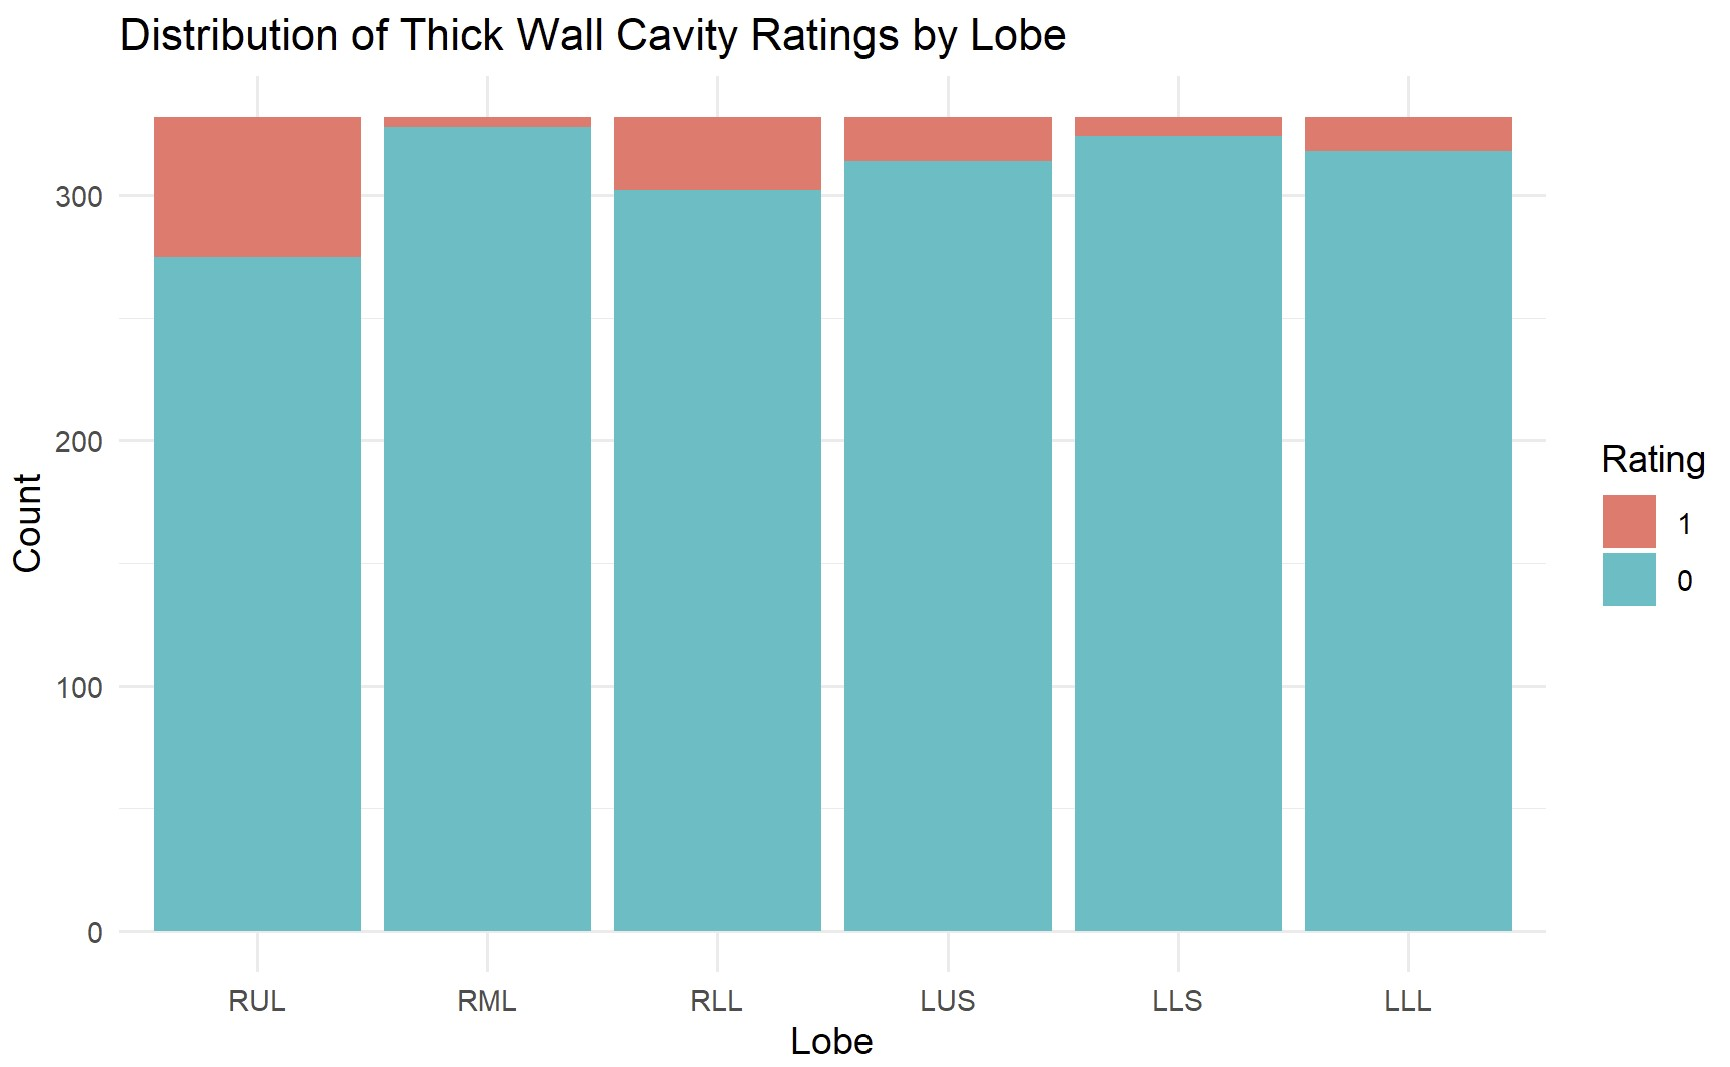 Distribution of Thick Wall Cavity Ratings by Lobe
Count
300
200
100
0
RUL RML RLL LUS LLS LLL
Lobe
Rating
1
0